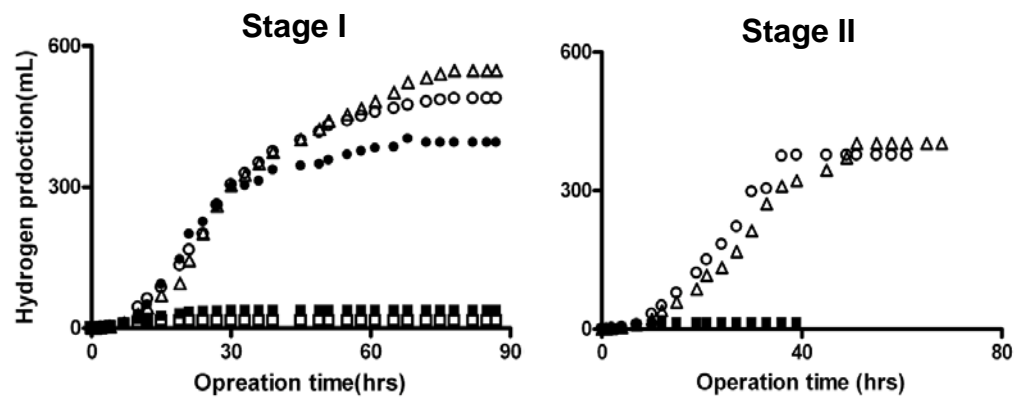 Stage I
Stage II
Hydrogen prdoction(mL)
600
300
0
0
30
60
90
Opreation time(hrs)
600
300
0
0
40
80
Operation time (hrs)